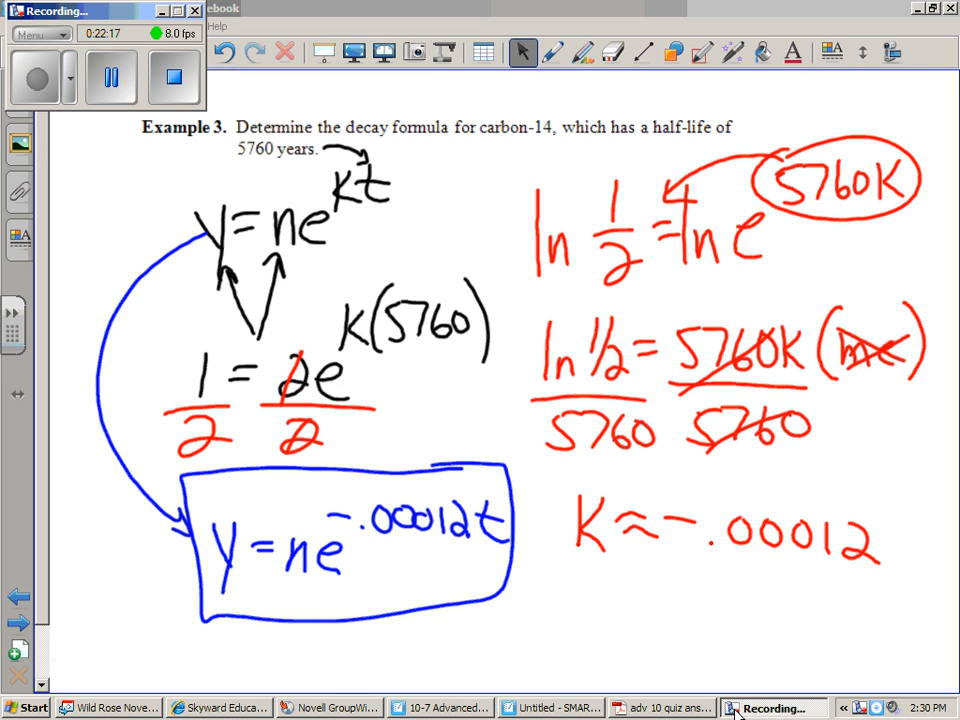 Recording...
ebook
Menu
0:22:17
8.0 fps
Help
Example 3. Determine the decay formula for carbon-14, which has a half-life of
5760 years.
y = ne^kt
1 = 2e^K(5760)
2 2
y = ne^-.00012t
ln 1/2 = ln e^5760K
ln 1/2 = 5760K (ln e)
5760 5760
K ≈ -.00012
Start
Wild Rose Nove...
Skyward Educa...
Novell GroupWi...
10-7 Advanced...
Untitled - SMAR...
adv 10 quiz ans...
Recording...
2:30 PM